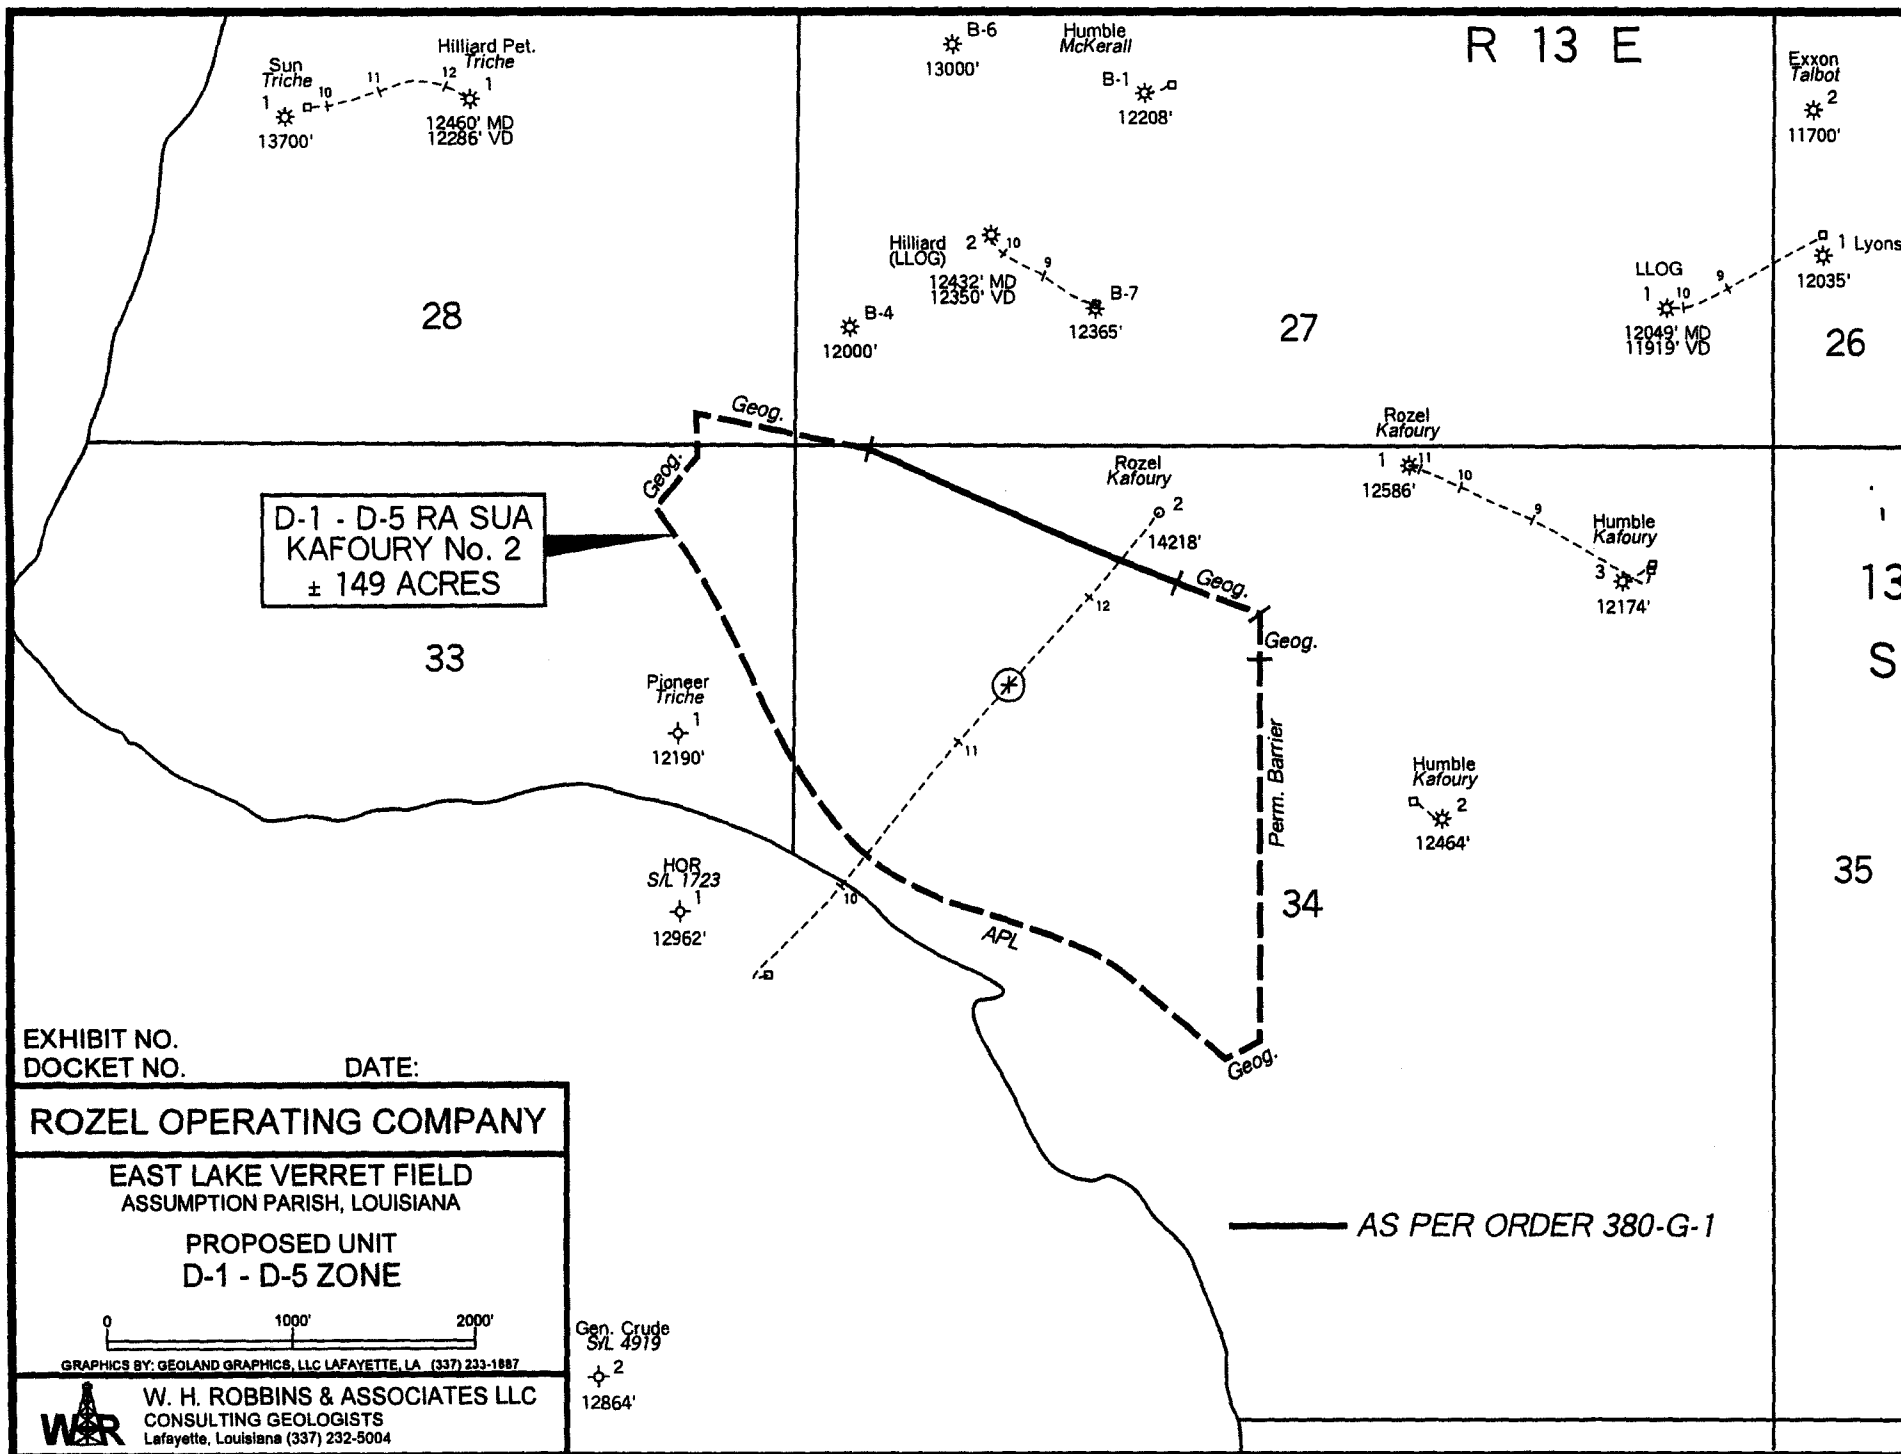 R 13 E
Sun
Triche
1
13700'
10
11
12
Hilliard Pet.
Triche
1
12460' MD
12286' VD
B-6
13000'
Humble
McKerall
B-1
12208'
Exxon
Talbot
2
11700'
Hilliard
(LLOG)
2
10
9
12432' MD
12350' VD
B-7
12365'
B-4
12000'
LLOG
1
10
9
12049' MD
11919' VD
1 Lyons
12035'
28
27
26
Geog.
Geog.
Rozel
Kafoury
2
14218'
12
11
10
Rozel
Kafoury
1
12586'
11
10
9
Humble
Kafoury
3
12174'
13
S
D-1 - D-5 RA SUA
KAFOURY No. 2
± 149 ACRES
33
Geog.
Geog.
Perm. Barrier
Pioneer
Triche
1
12190'
Humble
Kafoury
2
12464'
HOR
S/L 1723
1
12962'
34
35
APL
Geog.
EXHIBIT NO.
DOCKET NO. DATE:
ROZEL OPERATING COMPANY
EAST LAKE VERRET FIELD
ASSUMPTION PARISH, LOUISIANA
PROPOSED UNIT
D-1 - D-5 ZONE
0 1000' 2000'
GRAPHICS BY: GEOLAND GRAPHICS, LLC LAFAYETTE, LA (337) 233-1887
WR
W. H. ROBBINS & ASSOCIATES LLC
CONSULTING GEOLOGISTS
Lafayette, Louisiana (337) 232-5004
Gen. Crude
S/L 4919
2
12864'
AS PER ORDER 380-G-1